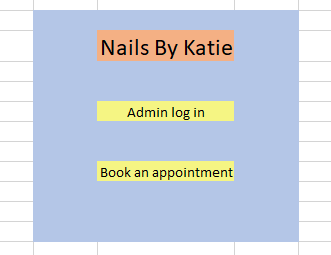 Nails By Katie
Admin log in
Book an appointment